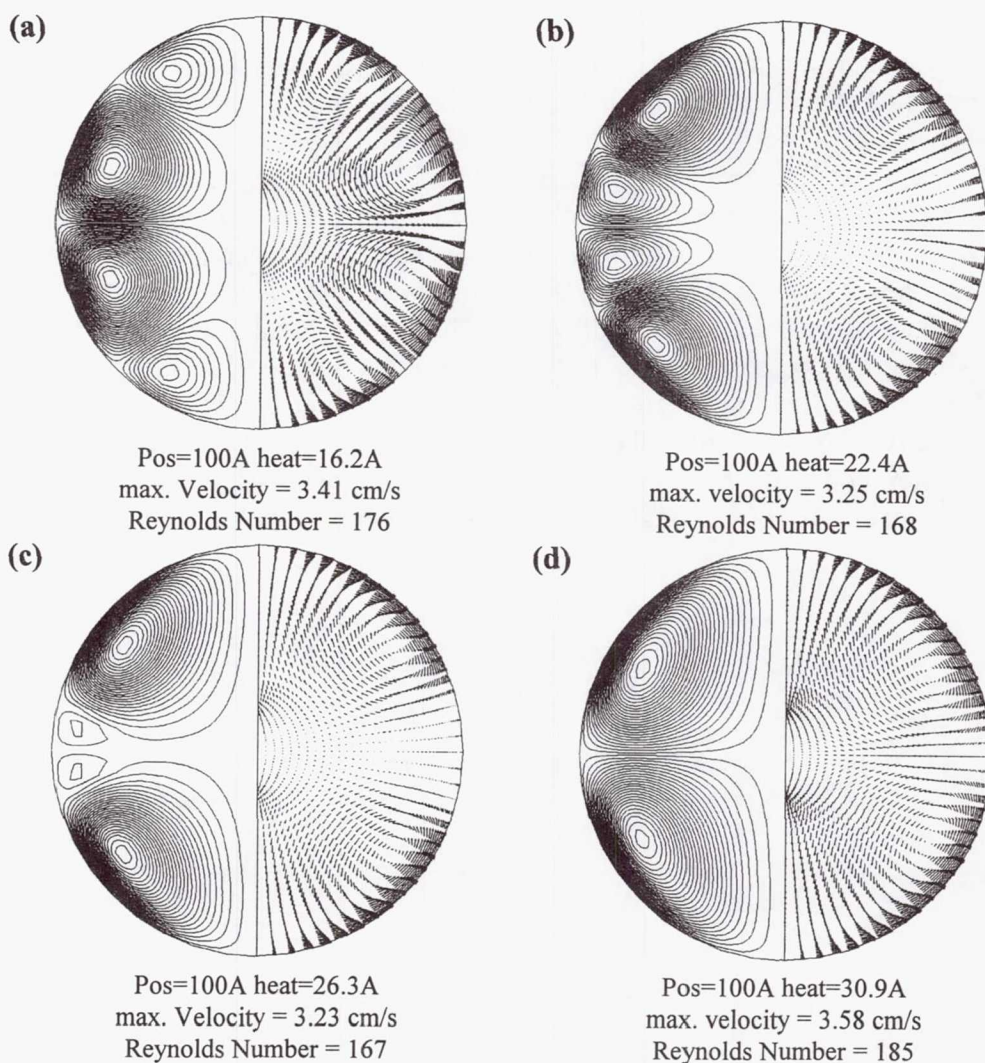 (a)
Pos=100A heat=16.2A
max. Velocity = 3.41 cm/s
Reynolds Number = 176
(b)
Pos=100A heat=22.4A
max. velocity = 3.25 cm/s
Reynolds Number = 168
(c)
Pos=100A heat=26.3A
max. Velocity = 3.23 cm/s
Reynolds Number = 167
(d)
Pos=100A heat=30.9A
max. velocity = 3.58 cm/s
Reynolds Number = 185